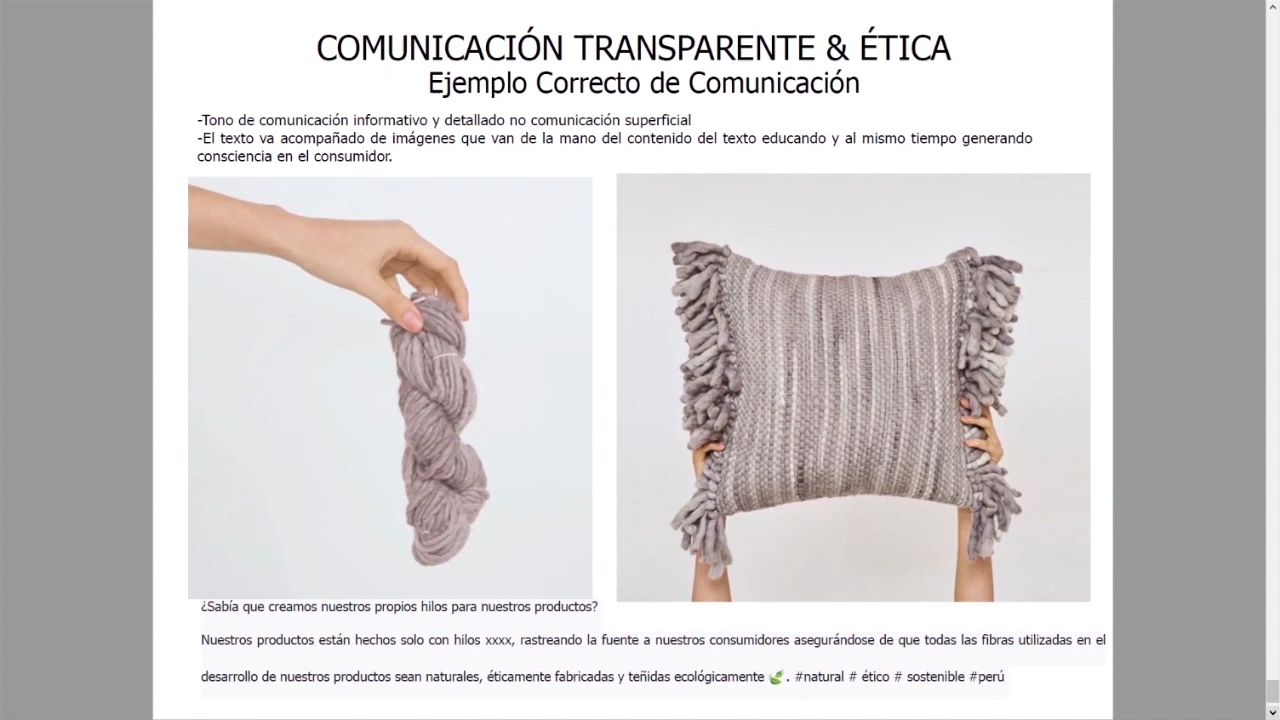 COMUNICACIÓN TRANSPARENTE & ÉTICA
Ejemplo Correcto de Comunicación
-Tono de comunicación informativo y detallado no comunicación superficial
-El texto va acompañado de imágenes que van de la mano del contenido del texto educando y al mismo tiempo generando
consciencia en el consumidor.
¿Sabía que creamos nuestros propios hilos para nuestros productos?
Nuestros productos están hechos solo con hilos xxxx, rastreando la fuente a nuestros consumidores asegurándose de que todas las fibras utilizadas en el
desarrollo de nuestros productos sean naturales, éticamente fabricadas y teñidas ecológicamente 🌿. #natural # ético # sostenible #perú